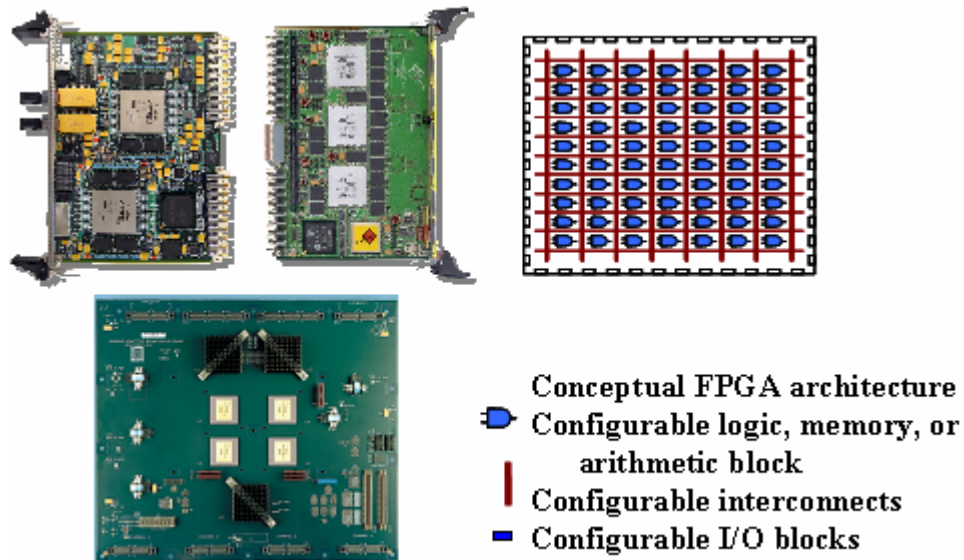 Conceptual FPGA architecture
Configurable logic, memory, or
arithmetic block
Configurable interconnects
Configurable I/O blocks